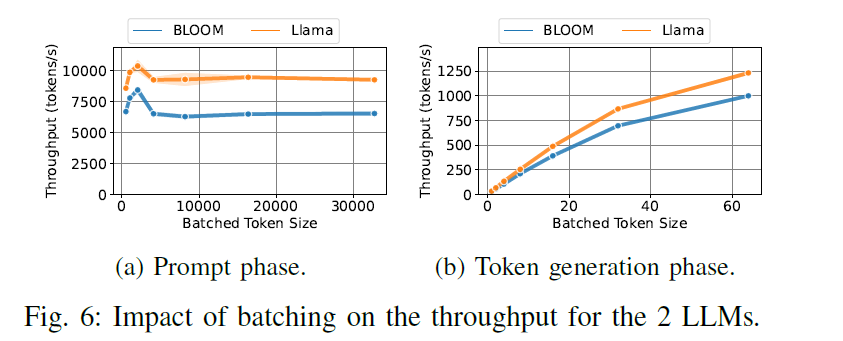 BLOOM Llama
Throughput (tokens/s)
10000
7500
5000
2500
0
0 10000 20000 30000
Batched Token Size
(a) Prompt phase.
BLOOM Llama
Throughput (tokens/s)
1250
1000
750
500
250
0
0 20 40 60
Batched Token Size
(b) Token generation phase.
Fig. 6: Impact of batching on the throughput for the 2 LLMs.